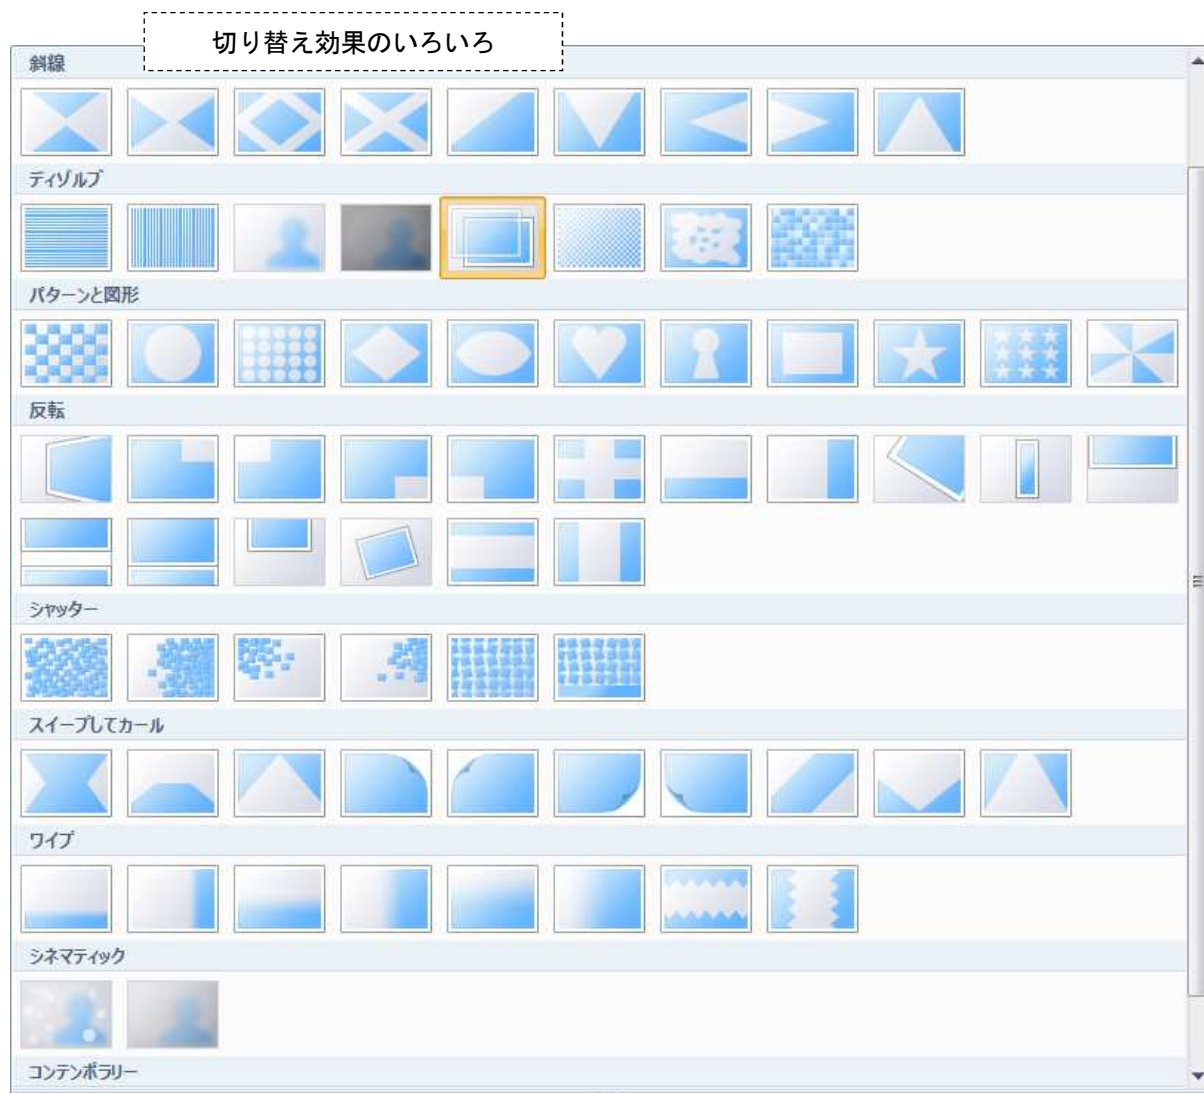 切り替え効果のいろいろ
斜線
ディゾルブ
パターンと図形
反転
シャッター
スイープしてカール
ワイプ
シネマティック
コンテンポラリー